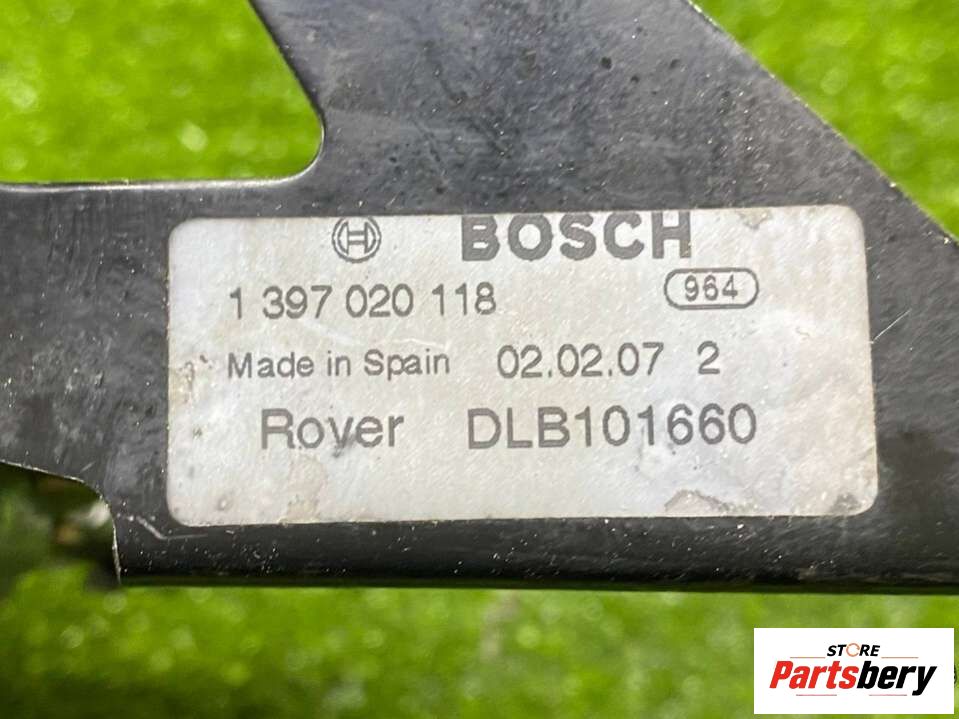 BOSCH
1 397 020 118 964
Made in Spain 02.02.07 2
Rover DLB101660
STORE
Partsbery